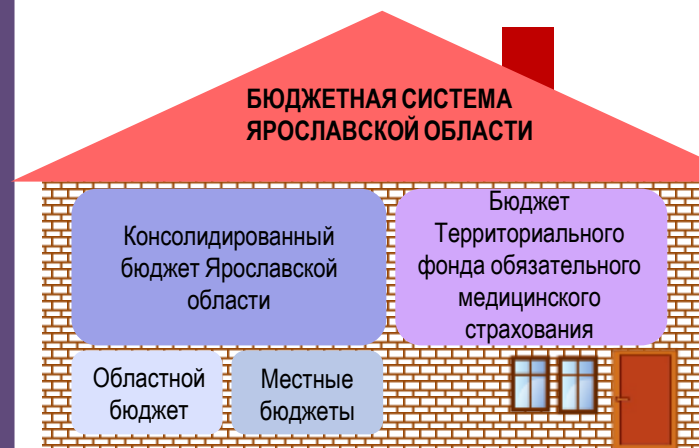 БЮДЖЕТНАЯ СИСТЕМА
ЯРОСЛАВСКОЙ ОБЛАСТИ
Консолидированный
бюджет Ярославской
области
Бюджет
Территориального
фонда обязательного
медицинского
страхования
Областной
бюджет
Местные
бюджеты